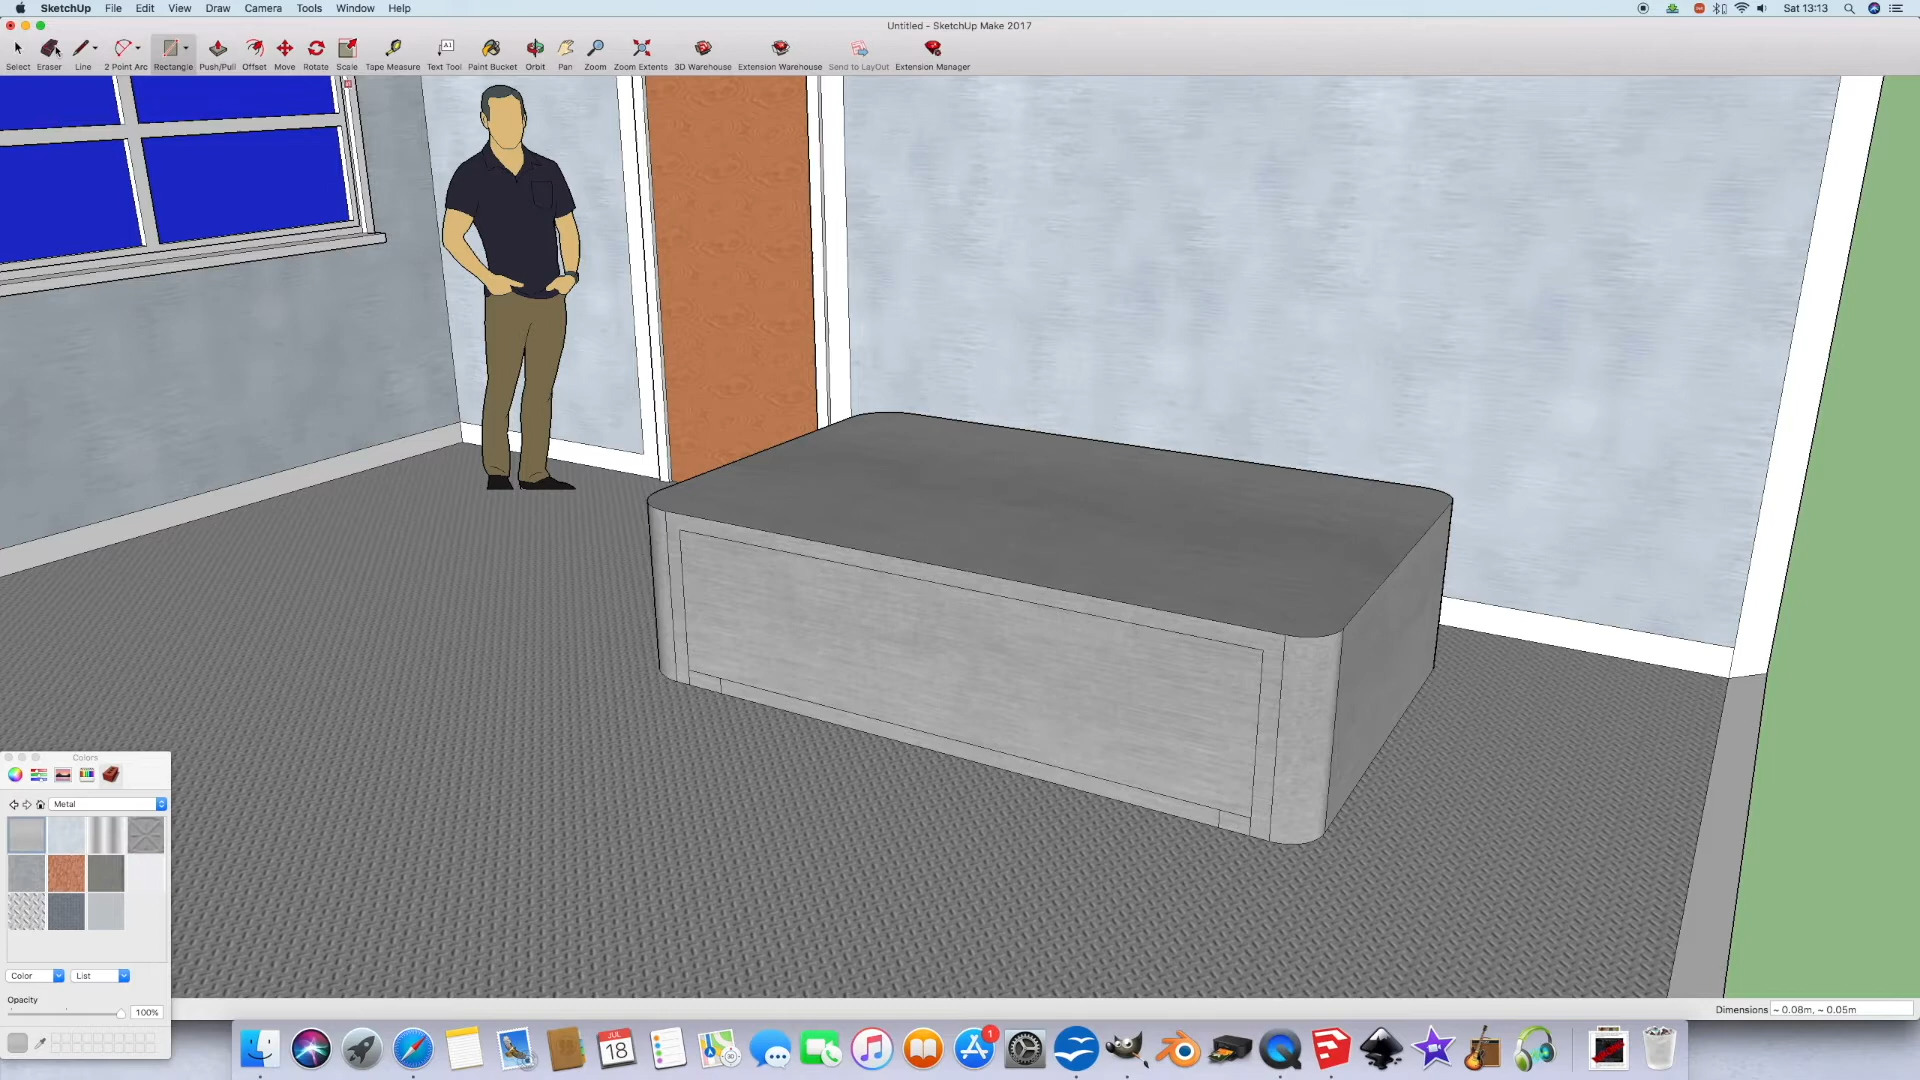 SketchUp File Edit View Draw Camera Tools Window Help Sat 13:13
Untitled - SketchUp Make 2017
Select Eraser Line 2 Point Arc Rectangle Push/Pull Offset Move Rotate Scale Tape Measure Text Tool Paint Bucket Orbit Pan Zoom Zoom Extents 3D Warehouse Extension Warehouse Send to LayOut Extension Manager
Colors
Metal
Color List
Opacity
100%
Dimensions ~ 0.08m, ~ 0.05m
JUL
18
1